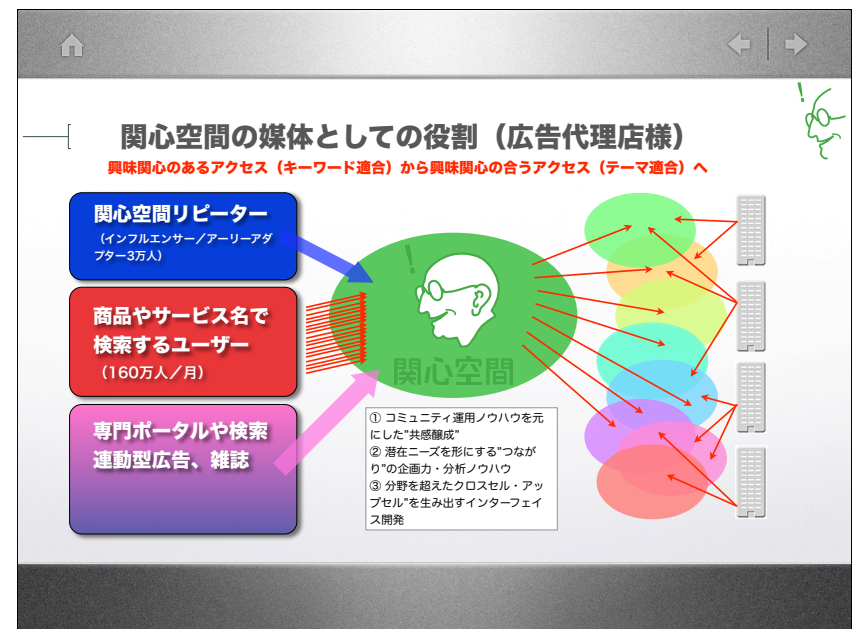 関心空間の媒体としての役割（広告代理店様）
興味関心のあるアクセス（キーワード適合）から興味関心の合うアクセス（テーマ適合）へ
関心空間リピーター
（インフルエンサー／アーリーアダ
プター3万人）
商品やサービス名で
検索するユーザー
（160万人／月）
専門ポータルや検索
連動型広告、雑誌
!
関心空間
① コミュニティ運用ノウハウを元
にした”共感醸成”
② 潜在ニーズを形にする”つなが
り”の企画力・分析ノウハウ
③ 分野を超えたクロスセル・アッ
プセル”を生み出すインターフェイ
ス開発
!